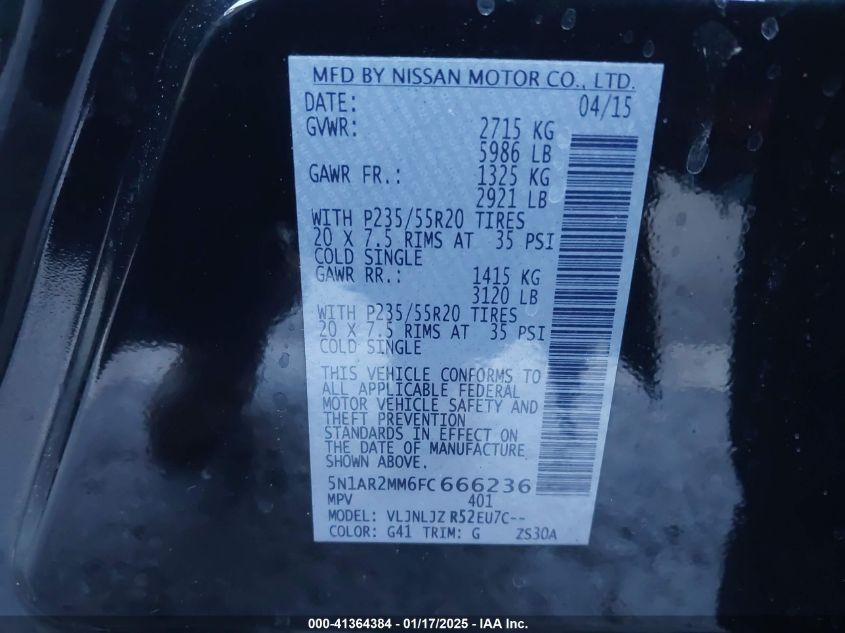 MFD BY NISSAN MOTOR CO., LTD.
DATE: 04/15
GVWR: 2715 KG
5986 LB
GAWR FR.: 1325 KG
2921 LB
WITH P235/55R20 TIRES
20 X 7.5 RIMS AT 35 PSI
COLD SINGLE
GAWR RR.: 1415 KG
3120 LB
WITH P235/55R20 TIRES
20 X 7.5 RIMS AT 35 PSI
COLD SINGLE
THIS VEHICLE CONFORMS TO
ALL APPLICABLE FEDERAL
MOTOR VEHICLE SAFETY AND
THEFT PREVENTION
STANDARDS IN EFFECT ON
THE DATE OF MANUFACTURE
SHOWN ABOVE.
5N1AR2MM6FC666236
MPV 401
MODEL: VLJNLJZ R52EU7C--
COLOR: G41 TRIM: G ZS30A
000-41364384 - 01/17/2025 - IAA Inc.